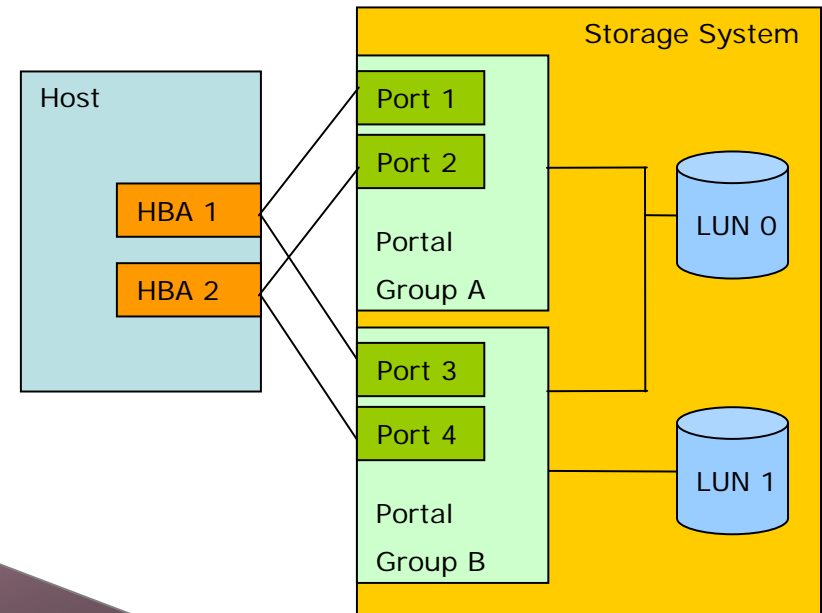 Storage System
Host
Port 1
Port 2
HBA 1
HBA 2
Portal
Group A
LUN 0
Port 3
Port 4
Portal
Group B
LUN 1